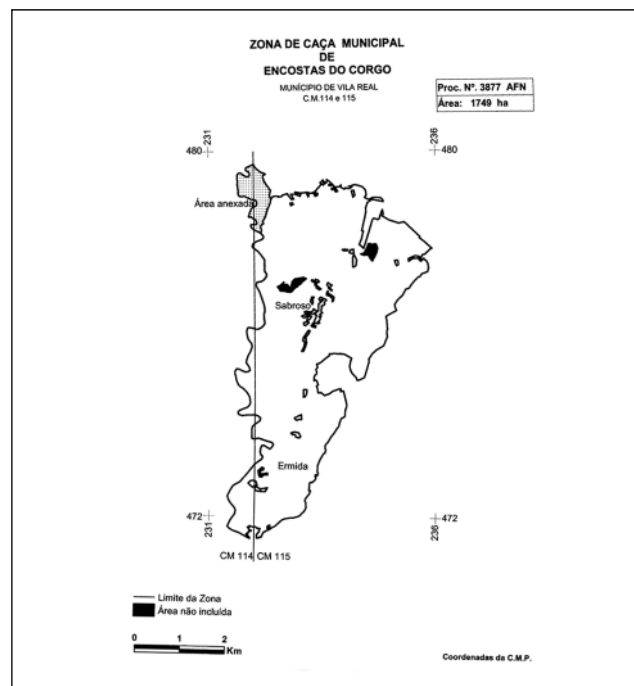 ZONA DE CAÇA MUNICIPAL
DE
ENCOSTAS DO CORGO
MUNÍCIPIO DE VILA REAL
C.M.114 e 115
Proc. Nº. 3877 AFN
Área: 1749 ha
231
236
480
480
Área anexada
Sabroso
Ermida
472
472
231
236
CM 114 CM 115
Limite da Zona
Área não incluída
0 1 2
Km
Coordenadas da C.M.P.